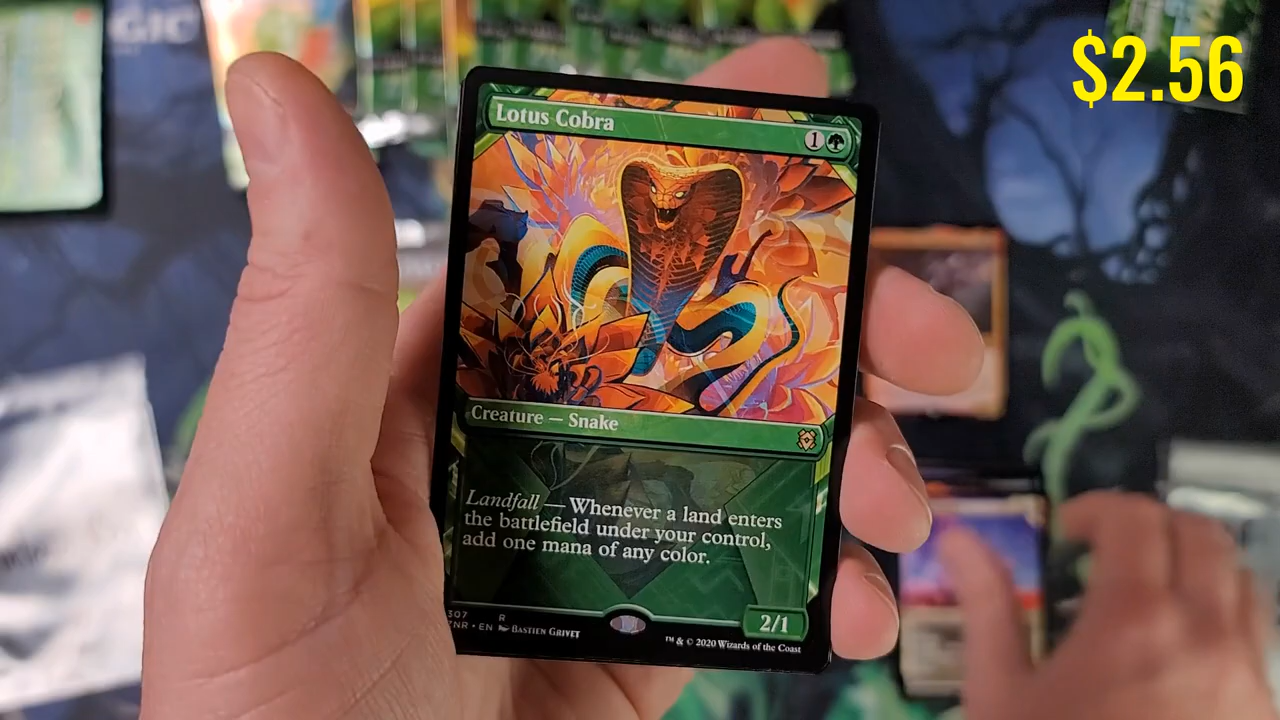 $2.56
Lotus Cobra
1
Creature — Snake
Landfall — Whenever a land enters
the battlefield under your control,
add one mana of any color.
307 R
ZNR • EN BASTIEN GRIVET
2/1
™ & © 2020 Wizards of the Coast